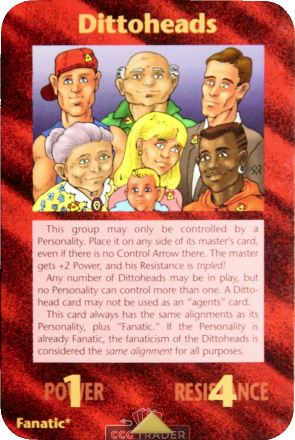 Dittoheads
This group may only be controlled by a
Personality. Place it on any side of its master's card,
even if there is no Control Arrow there. The master
gets +2 Power, and his Resistance is tripled!
Any number of Dittoheads may be in play, but
no Personality can control more than one. A Ditto-
head card may not be used as an "agents" card.
This card always has the same alignments as its
Personality, plus "Fanatic." If the Personality is
already Fanatic, the fanaticism of the Dittoheads is
considered the same alignment for all purposes.
POWER 1 RESISTANCE 4
Fanatic*
CCG TRADER